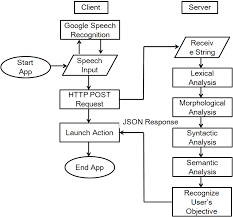 Client
Server
Google Speech
Recognition
Start
App
Speech
Input
HTTP POST
Request
Launch Action
End App
JSON Response
Receiv
e String
Lexical
Analysis
Morphological
Analysis
Syntactic
Analysis
Semantic
Analysis
Recognize
User's
Objective